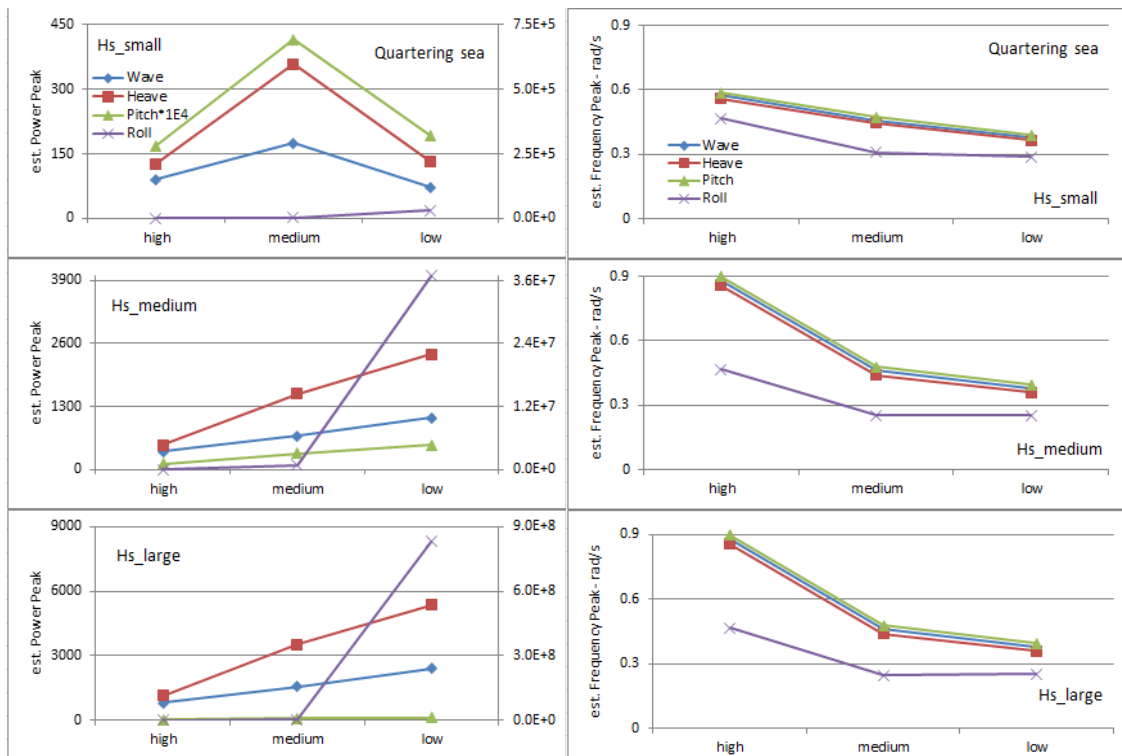 450
7.5E+5
Hs_small
Quartering sea
Wave
Heave
Pitch*1E4
Roll
300
5.0E+5
150
2.5E+5
0
0.0E+0
est. Power Peak
high medium low
0.9
Quartering sea
0.6
0.3
0
Wave
Heave
Pitch
Roll
Hs_small
est. Frequency Peak - rad/s
high medium low
3900
3.6E+7
Hs_medium
2600
2.4E+7
1300
1.2E+7
0
0.0E+0
est. Power Peak
high medium low
0.9
0.6
0.3
0
Hs_medium
est. Frequency Peak - rad/s
high medium low
9000
9.0E+8
Hs_large
6000
6.0E+8
3000
3.0E+8
0
0.0E+0
est. Power Peak
high medium low
0.9
0.6
0.3
0
Hs_large
est. Frequency Peak - rad/s
high medium low